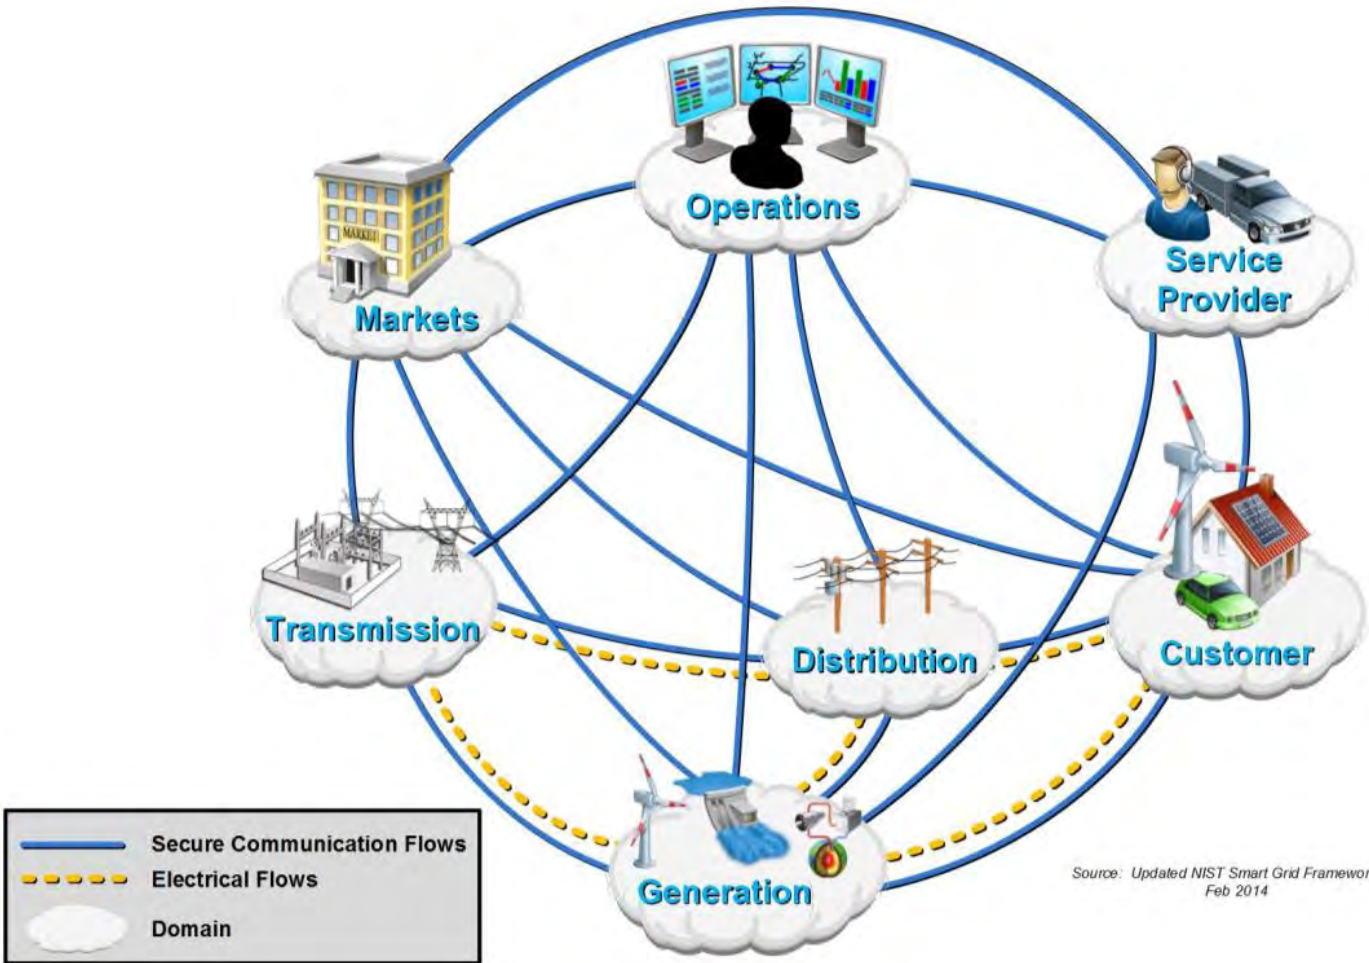 Operations
MARKET
Markets
Service
Provider
Transmission
Distribution
Customer
Generation
Secure Communication Flows
Electrical Flows
Domain
Source: Updated NIST Smart Grid Framewor
Feb 2014